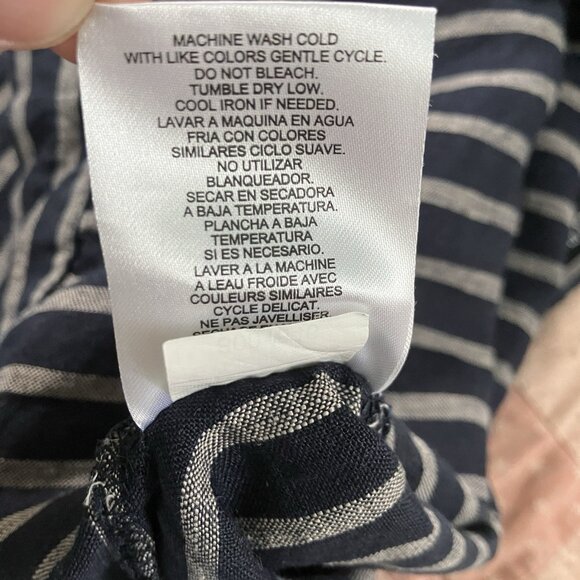 MACHINE WASH COLD
WITH LIKE COLORS GENTLE CYCLE.
DO NOT BLEACH.
TUMBLE DRY LOW.
COOL IRON IF NEEDED.
LAVAR A MAQUINA EN AGUA
FRIA CON COLORES
SIMILARES CICLO SUAVE.
NO UTILIZAR
BLANQUEADOR.
SECAR EN SECADORA
A BAJA TEMPERATURA.
PLANCHA A BAJA
TEMPERATURA
SI ES NECESARIO.
LAVER A LA MACHINE
A LEAU FROIDE AVEC
COULEURS SIMILAIRES
CYCLE DELICAT.
NE PAS JAVELLISER